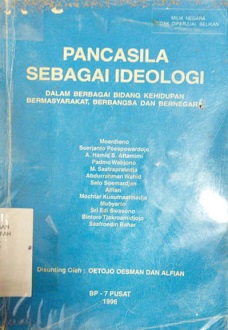 MILIK NEGARA
TIDAK DIPERJUAL BELIKAN
PANCASILA
SEBAGAI IDEOLOGI
DALAM BERBAGAI BIDANG KEHIDUPAN
BERMASYARAKAT, BERBANGSA DAN BERNEGARA
Moerdiono
Soerjanto Poespowardojo
A. Hamid S. Attamimi
Padmo Wahjono
M. Sastrapratedja
Abdurrahman Wahid
Selo Soemardjan
Alfian
Mochtar Kusumaatmadja
Mubyarto
Sri Edi Swasono
Bintoro Tjokroamidjojo
Saafroedin Bahar
Disunting Oleh : OETOJO OESMAN DAN ALFIAN
BP - 7 PUSAT